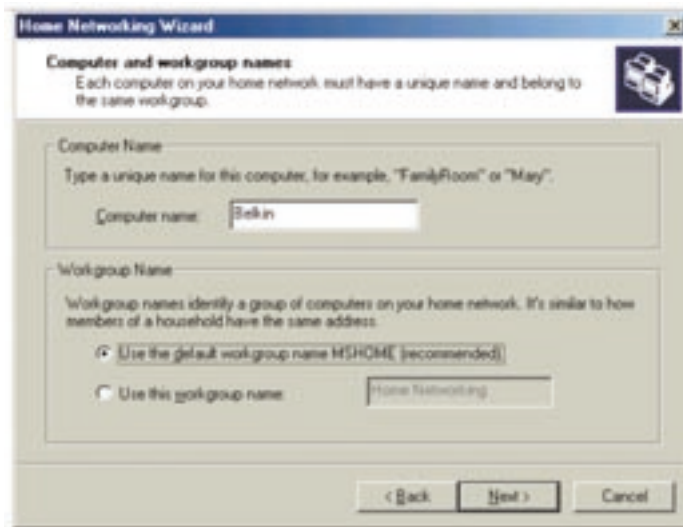 Home Networking Wizard
Computer and workgroup names
Each computer on your home network must have a unique name and belong to
the same workgroup.
Computer Name
Type a unique name for this computer, for example, "FamilyRoom" or "Mary".
Computer name:
Belkin
Workgroup Name
Workgroup names identify a group of computers on your home network. It's similar to how
members of a household have the same address.
Use the default workgroup name MSHOME (recommended)
Use this workgroup name:
Home Networking
< Back
Next >
Cancel